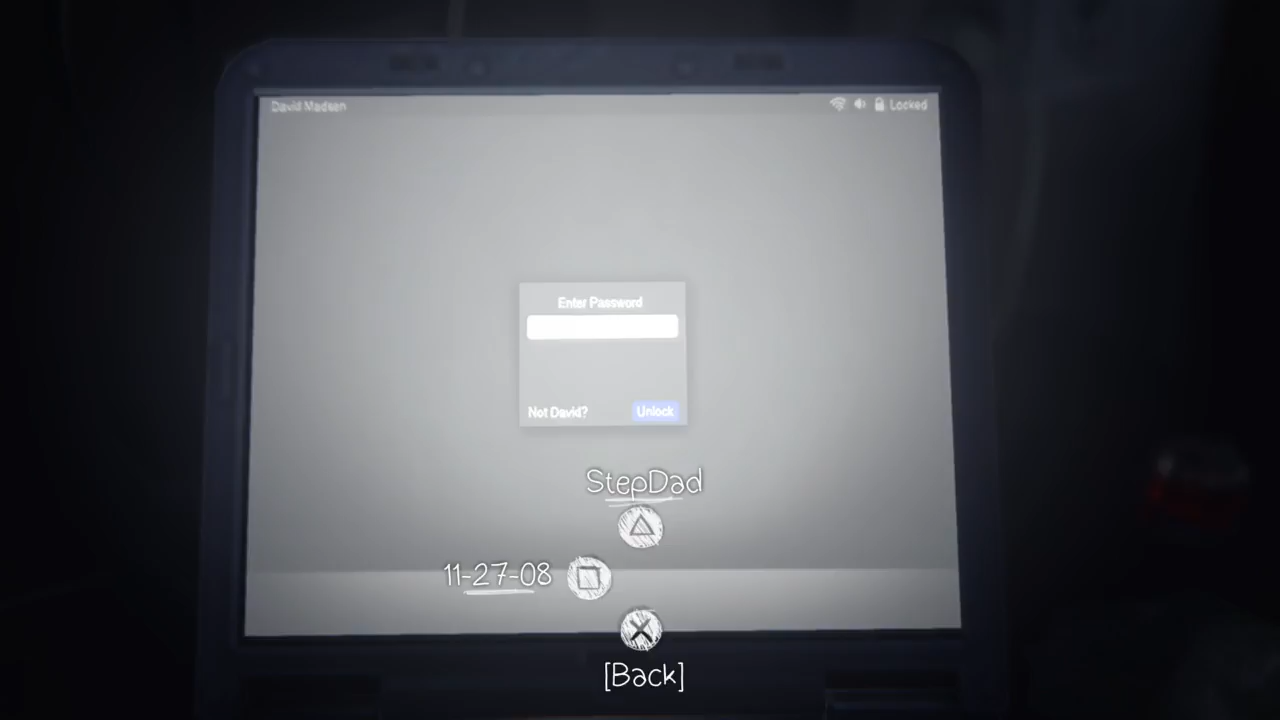 David Madsen
Locked
Enter Password
Not David?
Unlock
StepDad
11-27-08
[Back]